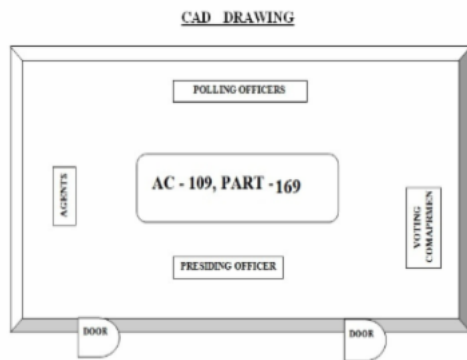 CAD DRAWING
POLLING OFFICERS
AGENTS
AC - 109, PART -169
VOTING
COMAPRMEN
PRESIDING OFFICER
DOOR
DOOR